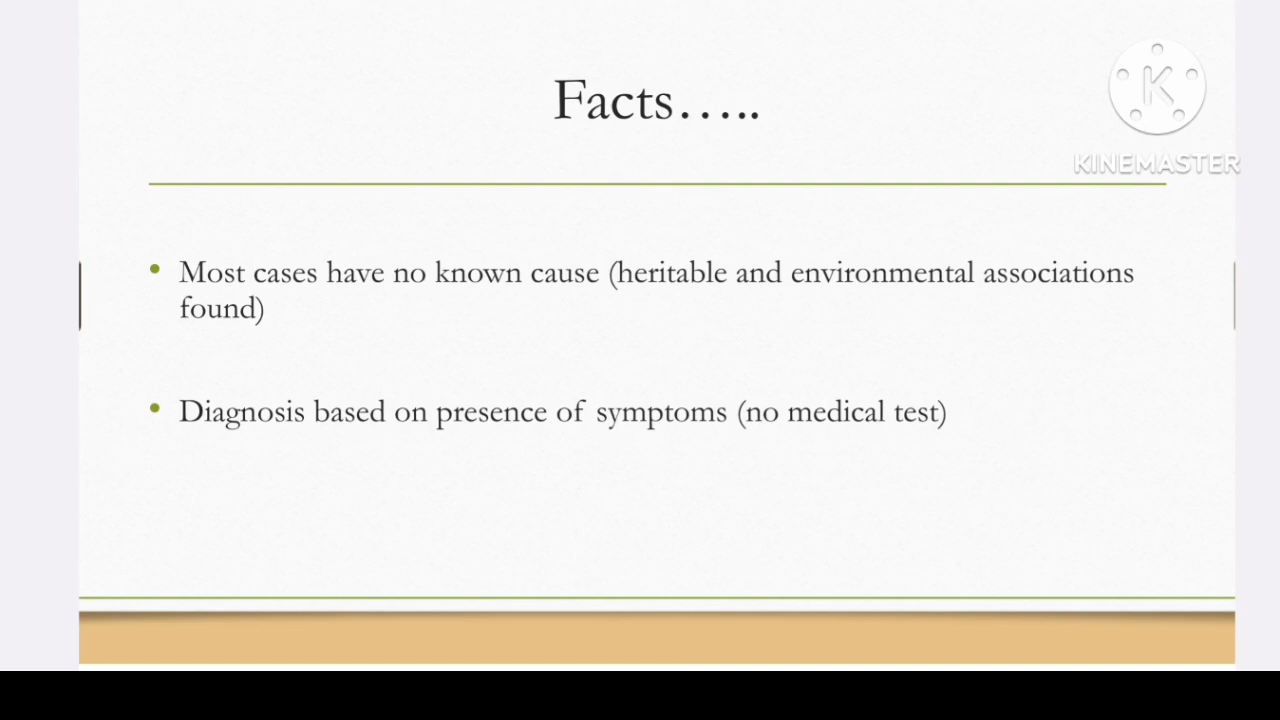 Facts.....
K
KINEMASTER
• Most cases have no known cause (heritable and environmental associations
found)
• Diagnosis based on presence of symptoms (no medical test)